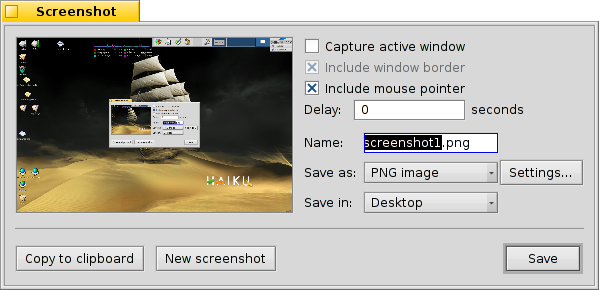 Screenshot
Capture active window
Include window border
Include mouse pointer
Delay: 0 seconds
Name: screenshot1.png
Save as: PNG image Settings...
Save in: Desktop
HAIKU
Copy to clipboard New screenshot Save